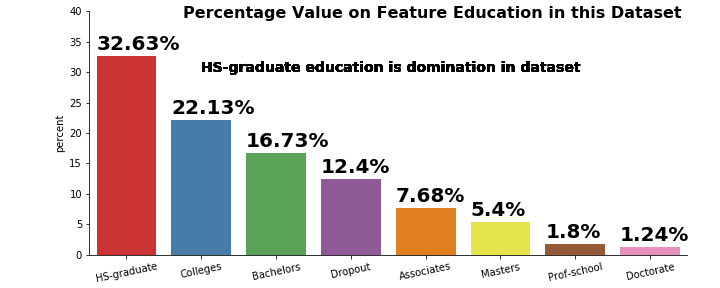 Percentage Value on Feature Education in this Dataset
HS-graduate education is domination in dataset
percent
40
35
30
25
20
15
10
5
0
32.63%
22.13%
16.73%
12.4%
7.68%
5.4%
1.8%
1.24%
HS-graduate
Colleges
Bachelors
Dropout
Associates
Masters
Prof-school
Doctorate